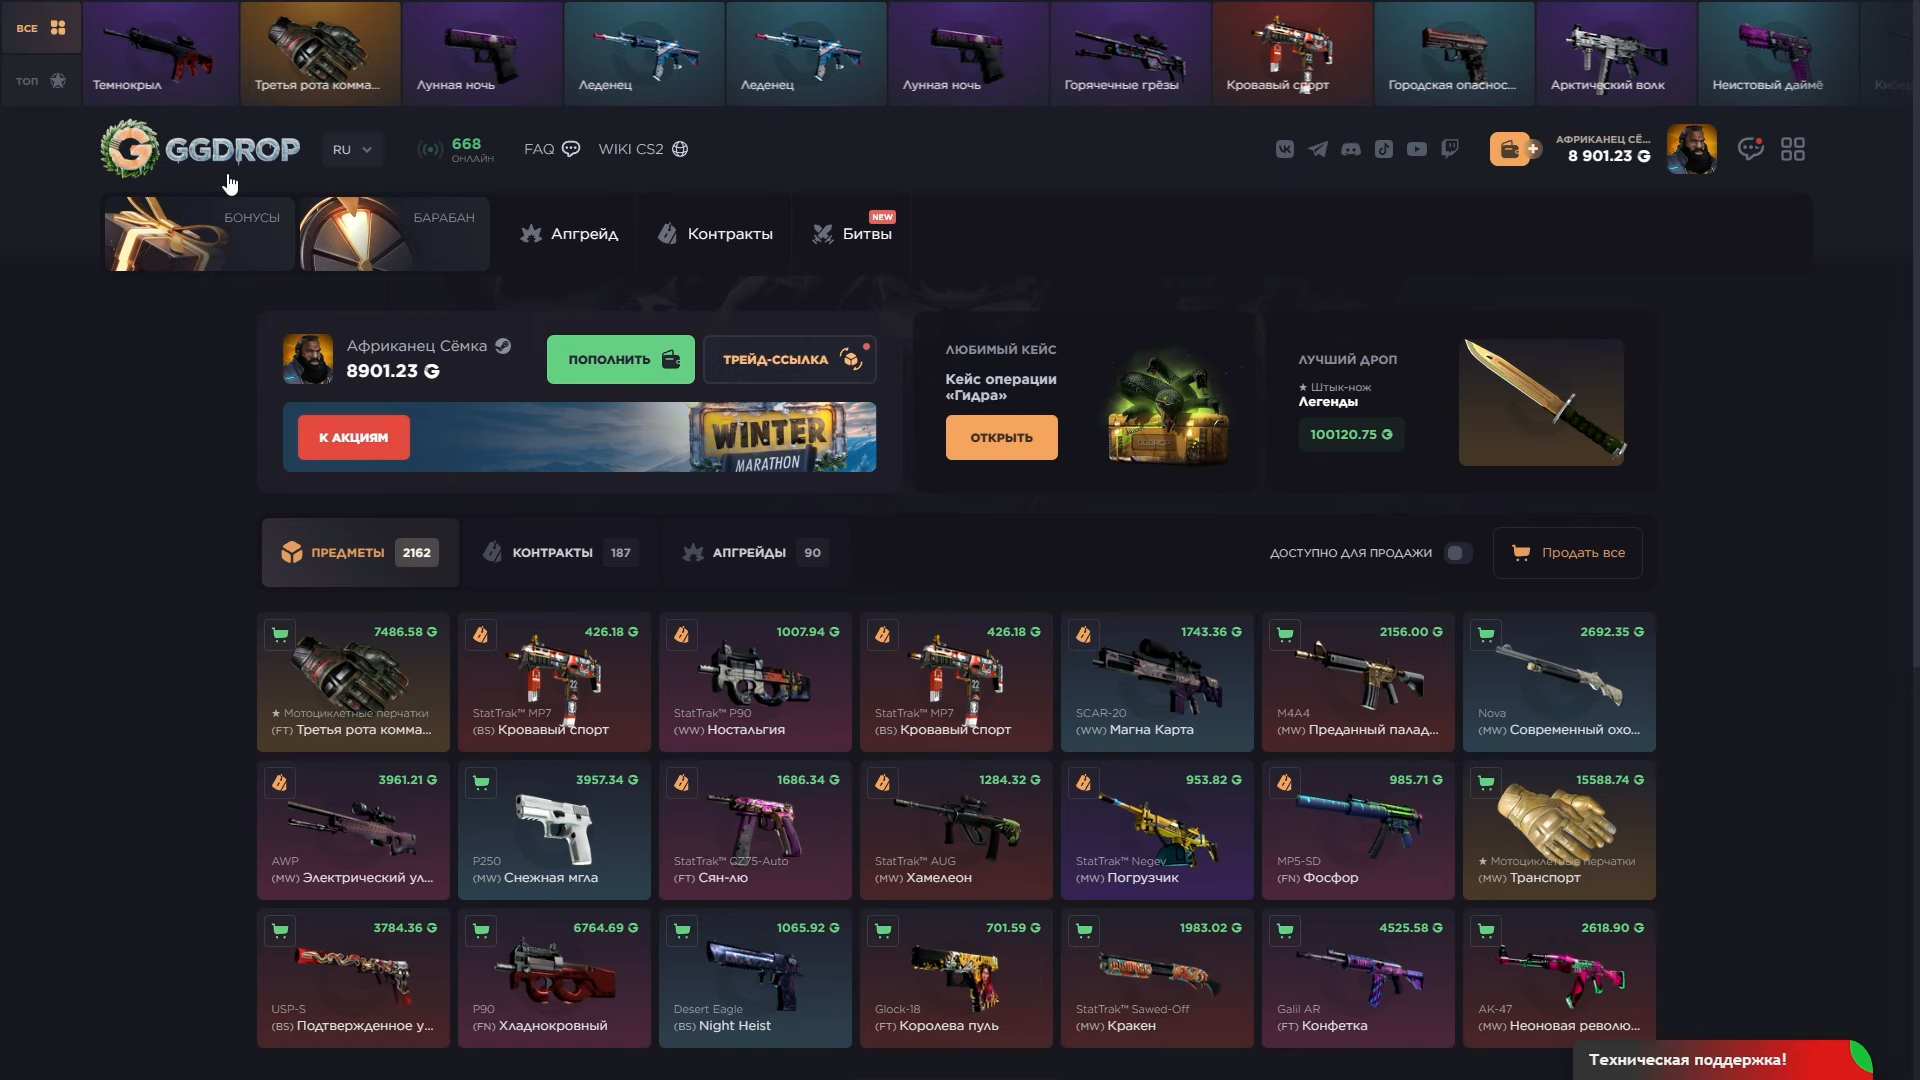 ВСЕ
ТОП
Темнокрыл
Третья рота комма...
Лунная ночь
Леденец
Леденец
Лунная ночь
Горячечные грёзы
Кровавый спорт
Городская опаснос...
Арктический волк
Неистовый даймё
GGDROP
RU
668
ОНЛАЙН
FAQ
WIKI CS2
АФРИКАНЕЦ СЁ...
8 901.23 G
БОНУСЫ
БАРАБАН
Апгрейд
Контракты
NEW
Битвы
Африканец Сёмка
8901.23 G
ПОПОЛНИТЬ
ТРЕЙД-ССЫЛКА
К АКЦИЯМ
WINTER
MARATHON
ЛЮБИМЫЙ КЕЙС
Кейс операции
«Гидра»
ОТКРЫТЬ
ЛУЧШИЙ ДРОП
★ Штык-нож
Легенды
100120.75 G
ПРЕДМЕТЫ 2162
КОНТРАКТЫ 187
АПГРЕЙДЫ 90
ДОСТУПНО ДЛЯ ПРОДАЖИ
Продать все
7486.58 G
★ Мотоциклетные перчатки
(FT) Третья рота комма...
426.18 G
StatTrak™ MP7
(BS) Кровавый спорт
1007.94 G
StatTrak™ P90
(WW) Ностальгия
426.18 G
StatTrak™ MP7
(BS) Кровавый спорт
1743.36 G
SCAR-20
(WW) Магна Карта
2156.00 G
M4A4
(MW) Преданный палад...
2692.35 G
Nova
(MW) Современный охо...
3961.21 G
AWP
(MW) Электрический ул...
3957.34 G
P250
(MW) Снежная мгла
1686.34 G
StatTrak™ CZ75-Auto
(FT) Сян-лю
1284.32 G
StatTrak™ AUG
(MW) Хамелеон
953.82 G
StatTrak™ Negev
(MW) Погрузчик
985.71 G
MP5-SD
(FN) Фосфор
15588.74 G
★ Мотоциклетные перчатки
(MW) Транспорт
3784.36 G
USP-S
(BS) Подтвержденное у...
6764.69 G
P90
(FN) Хладнокровный
1065.92 G
Desert Eagle
(BS) Night Heist
701.59 G
Glock-18
(FT) Королева пуль
1983.02 G
StatTrak™ Sawed-Off
(MW) Кракен
4525.58 G
Galil AR
(FT) Конфетка
2618.90 G
AK-47
(MW) Неоновая револю...
Техническая поддержка!